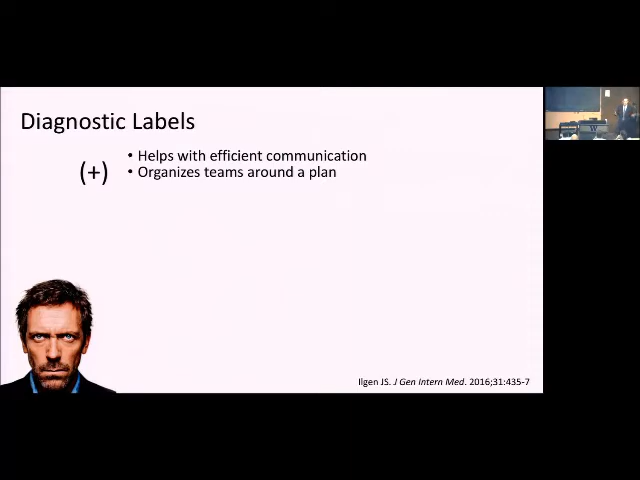 Diagnostic Labels
(+)
• Helps with efficient communication
• Organizes teams around a plan
Ilgen JS. J Gen Intern Med. 2016;31:435-7